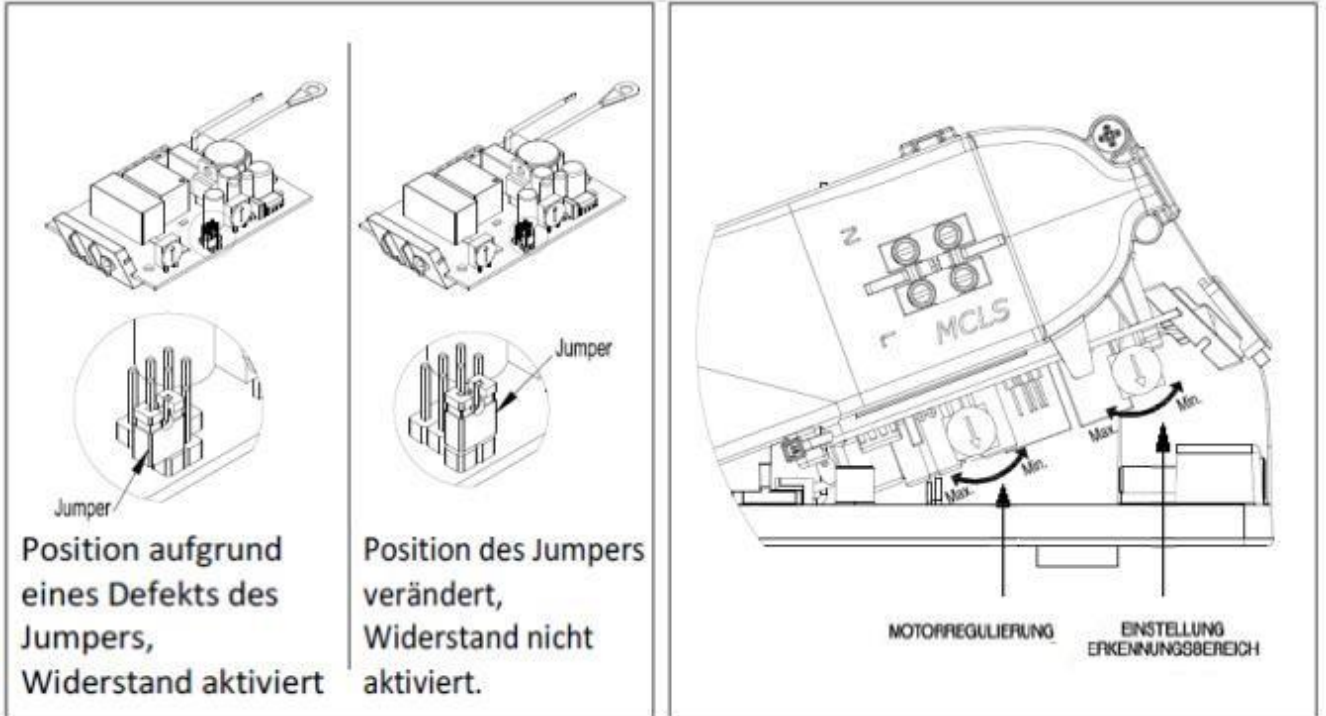 Jumper
Jumper
Position aufgrund
eines Defekts des
Jumpers,
Widerstand aktiviert
Position des Jumpers
verändert,
Widerstand nicht
aktiviert.
N
L
MCLS
Max.
Min.
Max.
Min.
MOTORREGULIERUNG
EINSTELLUNG
ERKENNUNGSBEREICH